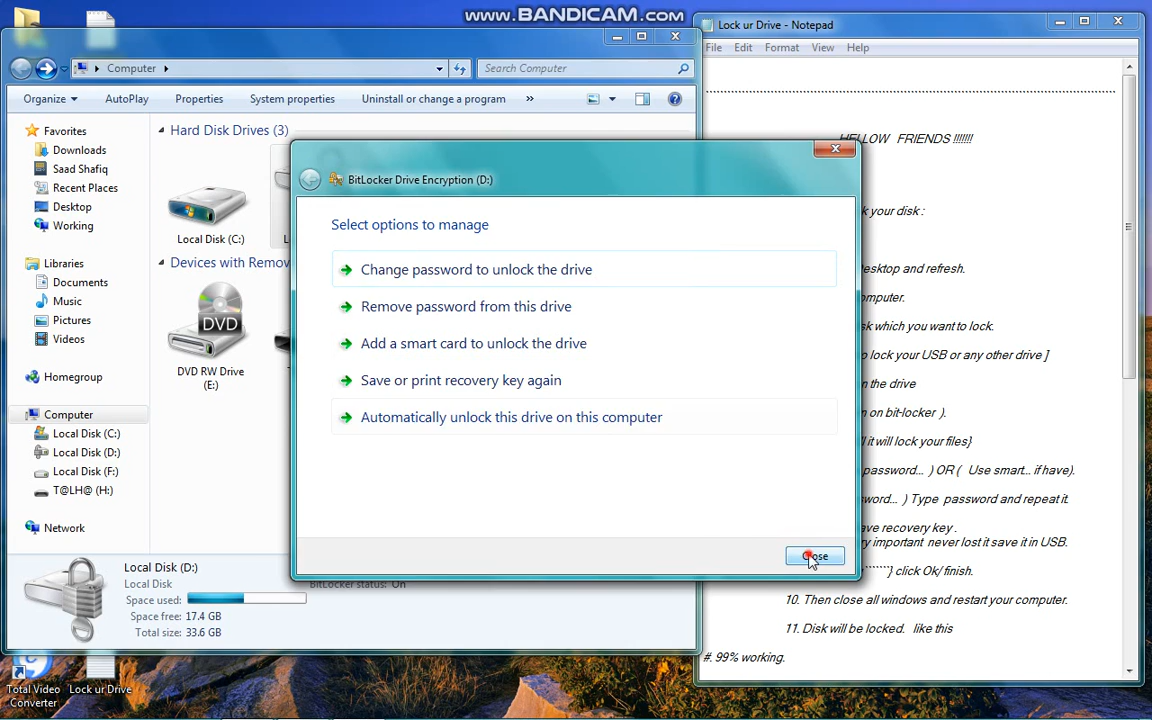 www.BANDICAM.com
Computer
Search Computer
Organize
AutoPlay
Properties
System properties
Uninstall or change a program
»
Favorites
Downloads
Saad Shafiq
Recent Places
Desktop
Working
Libraries
Documents
Music
Pictures
Videos
Homegroup
Computer
Local Disk (C:)
Local Disk (D:)
Local Disk (F:)
T@LH@ (H:)
Network
Hard Disk Drives (3)
Local Disk (C:)
Devices with Remov
DVD
DVD RW Drive
(E:)
Local Disk (D:)
Local Disk
Space used:
Space free: 17.4 GB
Total size: 33.6 GB
BitLocker status: On
BitLocker Drive Encryption (D:)
Select options to manage
Change password to unlock the drive
Remove password from this drive
Add a smart card to unlock the drive
Save or print recovery key again
Automatically unlock this drive on this computer
Close
Lock ur Drive - Notepad
File Edit Format View Help
HELLOW FRIENDS !!!!!!!
k your disk :
esktop and refresh.
omputer.
sk which you want to lock.
o lock your USB or any other drive ]
n the drive
n on bit-locker ).
ll it will lock your files}
password... ) OR ( Use smart... if have).
sword... ) Type password and repeat it.
ave recovery key .
ry important never lost it save it in USB.
} click Ok/ finish.
10. Then close all windows and restart your computer.
11. Disk will be locked. like this
#. 99% working.
Total Video
Converter
Lock ur Drive